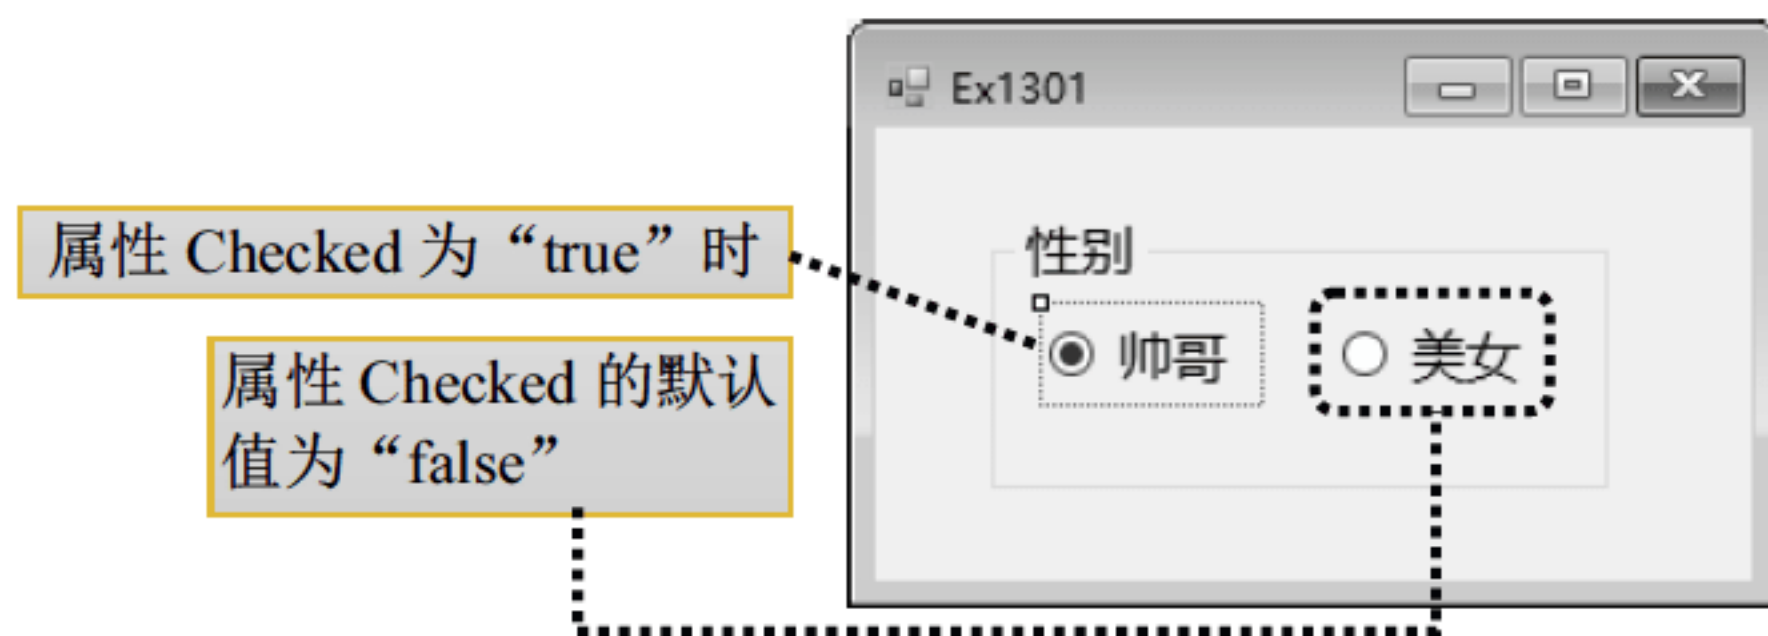 Ex1301
属性 Checked 为“true”时
性别
帅哥
美女
属性 Checked 的默认
值为“false”